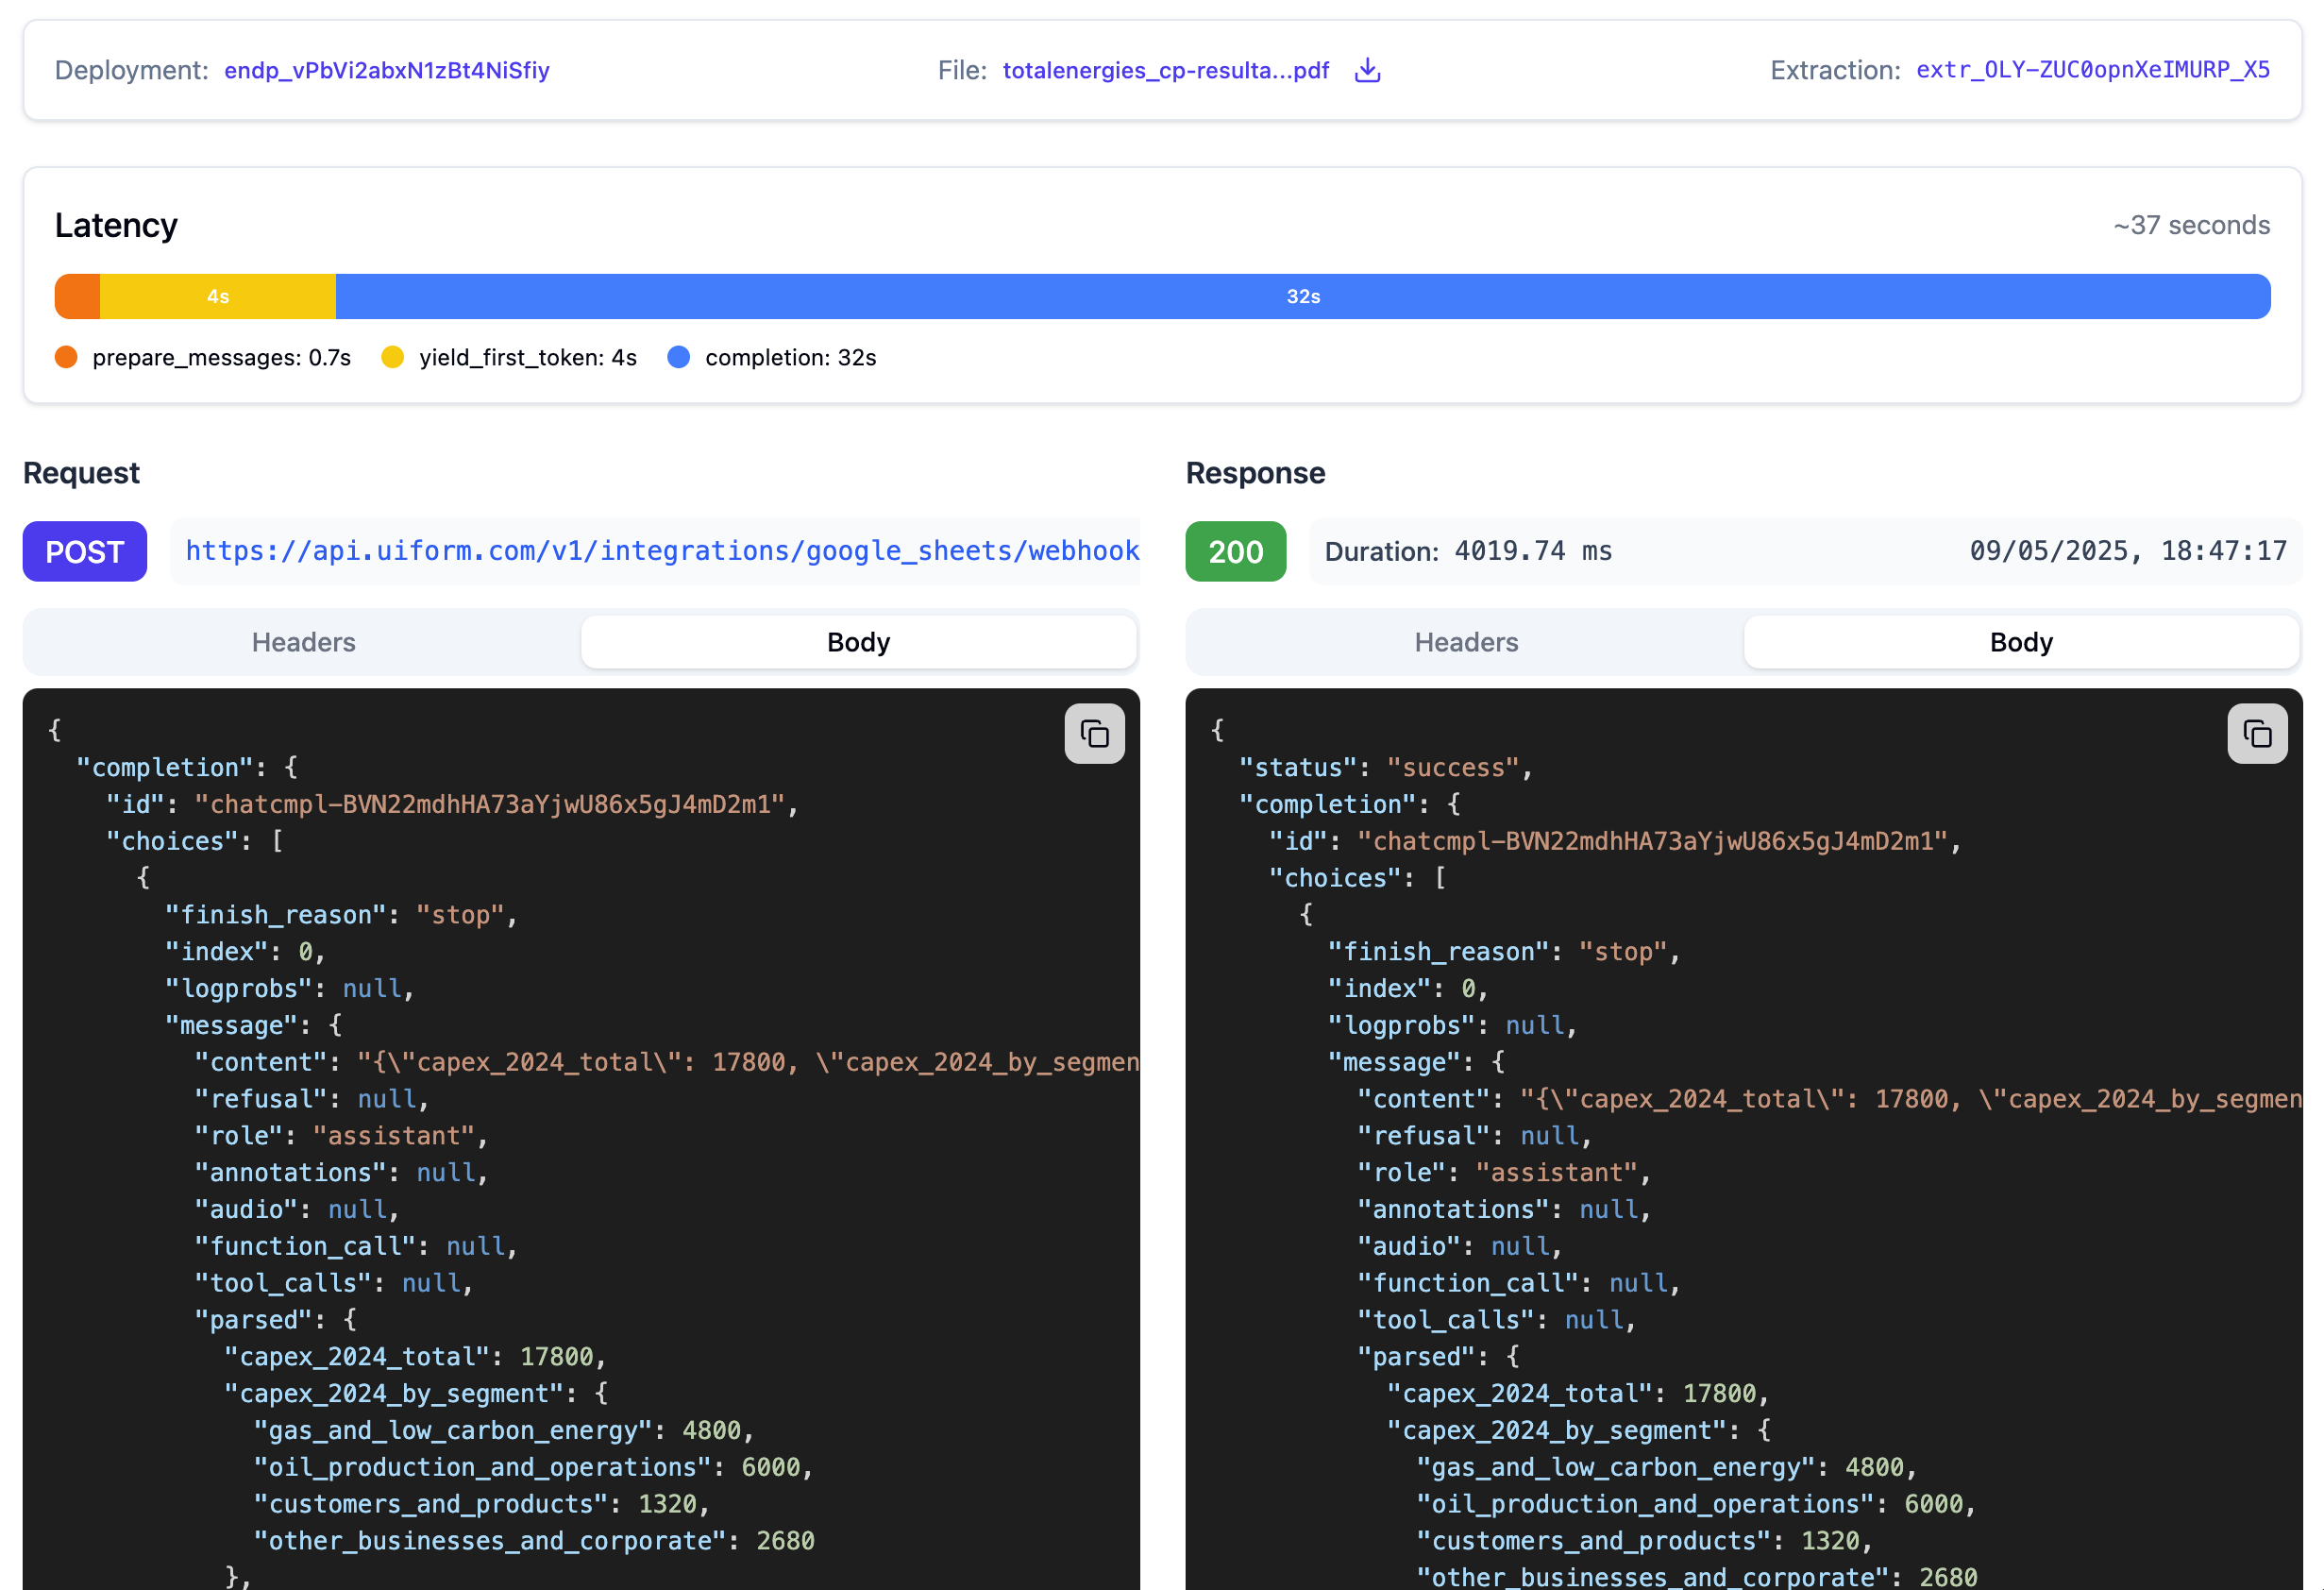 Deployment: endp_vPbVi2abxN1zBt4NiSfiy
File: totalenergies_cp-resulta...pdf
Extraction: extr_OLY-ZUC0opnXeIMURP_X5
Latency
~37 seconds
4s
32s
prepare_messages: 0.7s
yield_first_token: 4s
completion: 32s
Request
POST
https://api.uiform.com/v1/integrations/google_sheets/webhook
Headers
Body
{
"completion": {
"id": "chatcmpl-BVN22mdhHA73aYjwU86x5gJ4mD2m1",
"choices": [
{
"finish_reason": "stop",
"index": 0,
"logprobs": null,
"message": {
"content": "{\"capex_2024_total\": 17800, \"capex_2024_by_segmen
"refusal": null,
"role": "assistant",
"annotations": null,
"audio": null,
"function_call": null,
"tool_calls": null,
"parsed": {
"capex_2024_total": 17800,
"capex_2024_by_segment": {
"gas_and_low_carbon_energy": 4800,
"oil_production_and_operations": 6000,
"customers_and_products": 1320,
"other_businesses_and_corporate": 2680
},
Response
200
Duration: 4019.74 ms
09/05/2025, 18:47:17
Headers
Body
{
"status": "success",
"completion": {
"id": "chatcmpl-BVN22mdhHA73aYjwU86x5gJ4mD2m1",
"choices": [
{
"finish_reason": "stop",
"index": 0,
"logprobs": null,
"message": {
"content": "{\"capex_2024_total\": 17800, \"capex_2024_by_segmen
"refusal": null,
"role": "assistant",
"annotations": null,
"audio": null,
"function_call": null,
"tool_calls": null,
"parsed": {
"capex_2024_total": 17800,
"capex_2024_by_segment": {
"gas_and_low_carbon_energy": 4800,
"oil_production_and_operations": 6000,
"customers_and_products": 1320,
"other_businesses_and_corporate": 2680